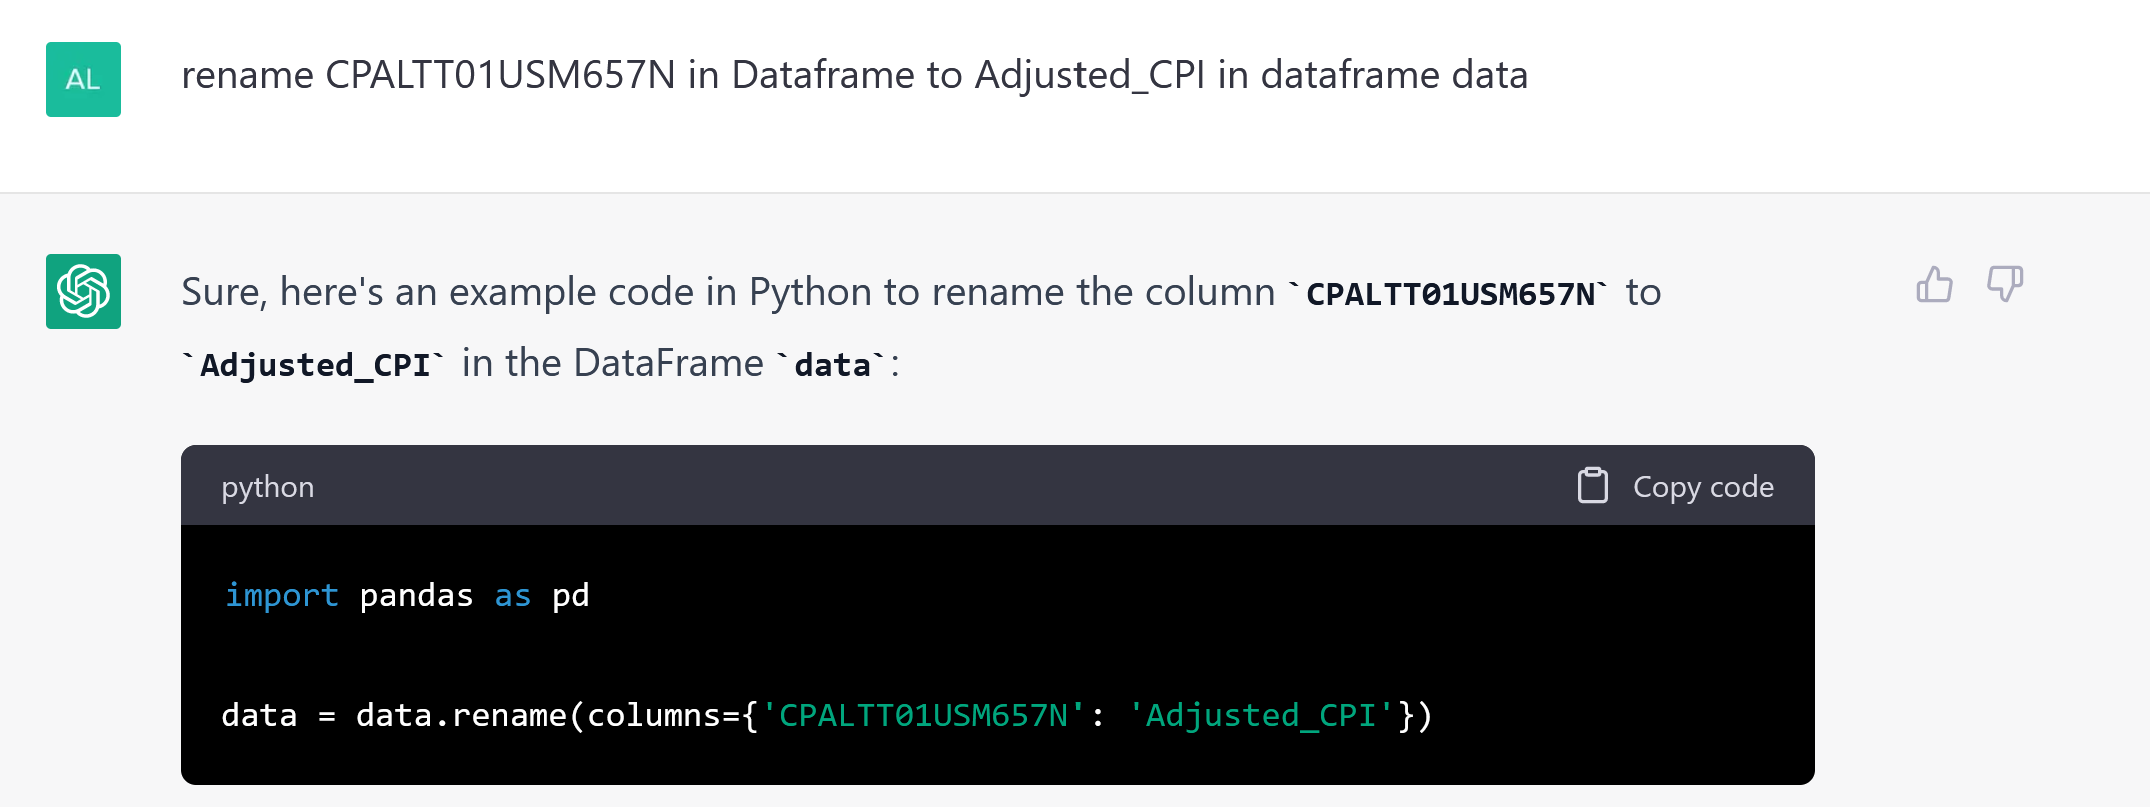 AL
rename CPALTT01USM657N in Dataframe to Adjusted_CPI in dataframe data
Sure, here's an example code in Python to rename the column `CPALTT01USM657N` to
`Adjusted_CPI` in the DataFrame `data`:
python
Copy code
import pandas as pd
data = data.rename(columns={'CPALTT01USM657N': 'Adjusted_CPI'})